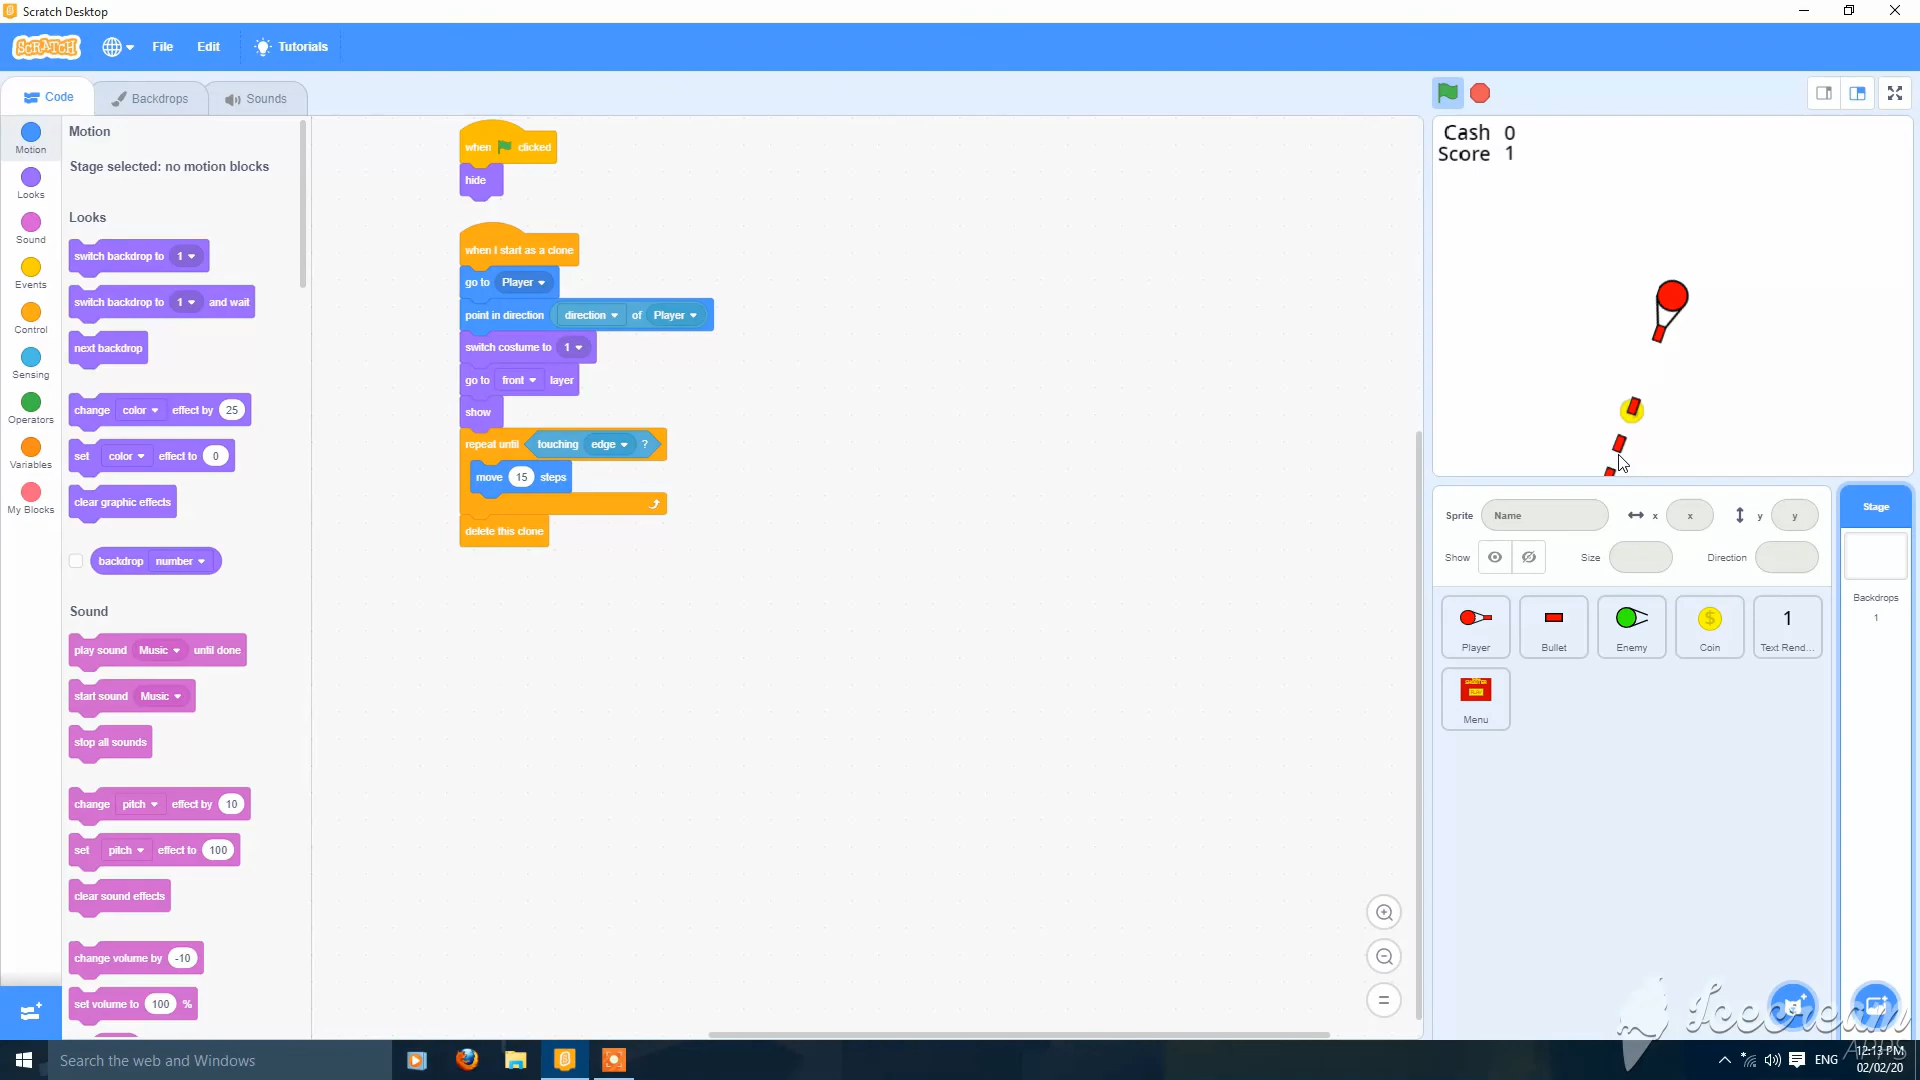 Scratch Desktop
SCRATCH
File
Edit
Tutorials
Code
Backdrops
Sounds
Motion
Looks
Sound
Events
Control
Sensing
Operators
Variables
My Blocks
Motion
Stage selected: no motion blocks
Looks
switch backdrop to 1
switch backdrop to 1 and wait
next backdrop
change color effect by 25
set color effect to 0
clear graphic effects
backdrop number
Sound
play sound Music until done
start sound Music
stop all sounds
change pitch effect by 10
set pitch effect to 100
clear sound effects
change volume by -10
set volume to 100 %
when clicked
hide
when I start as a clone
go to Player
point in direction direction of Player
switch costume to 1
go to front layer
show
repeat until touching edge ?
move 15 steps
delete this clone
Cash 0
Score 1
Sprite Name x x y y
Show Size Direction
Player
Bullet
Enemy
Coin
1
Text Rend...
Menu
Stage
Backdrops
1
Icecream
APPS
Search the web and Windows
ENG
12:13 PM
02/02/20